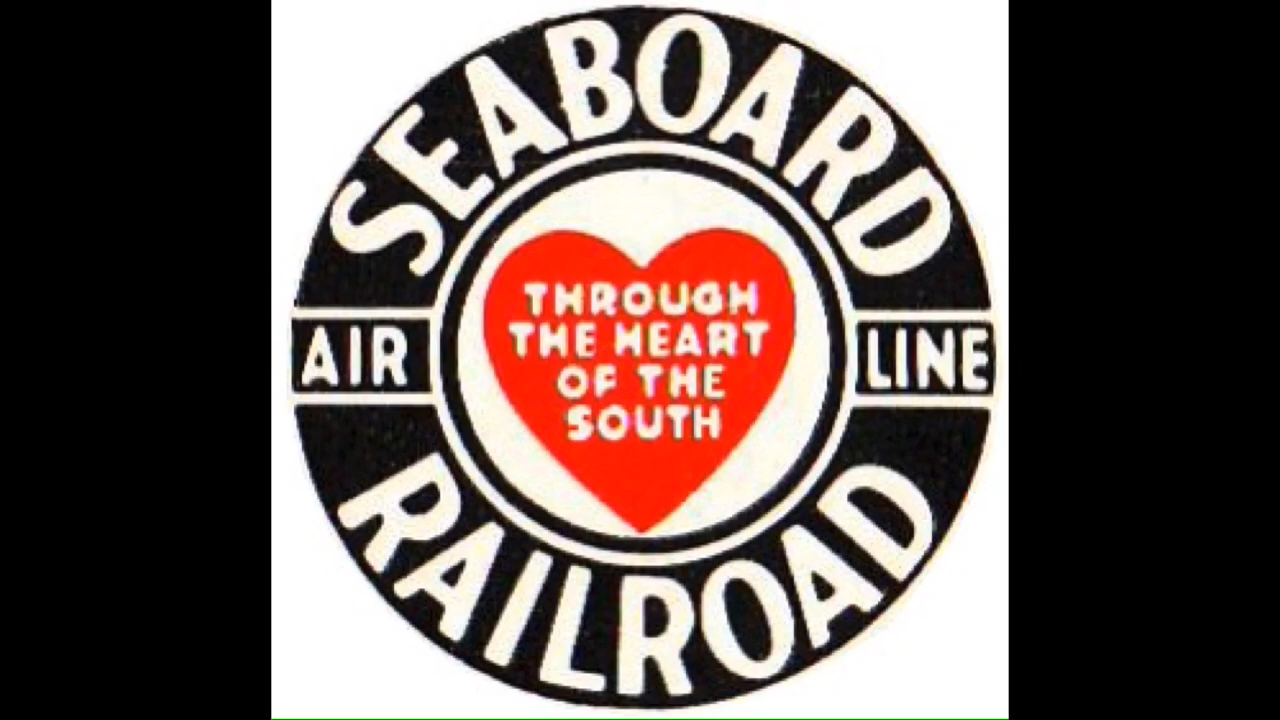 SEABOARD
AIR LINE
THROUGH
THE HEART
OF THE
SOUTH
RAILROAD